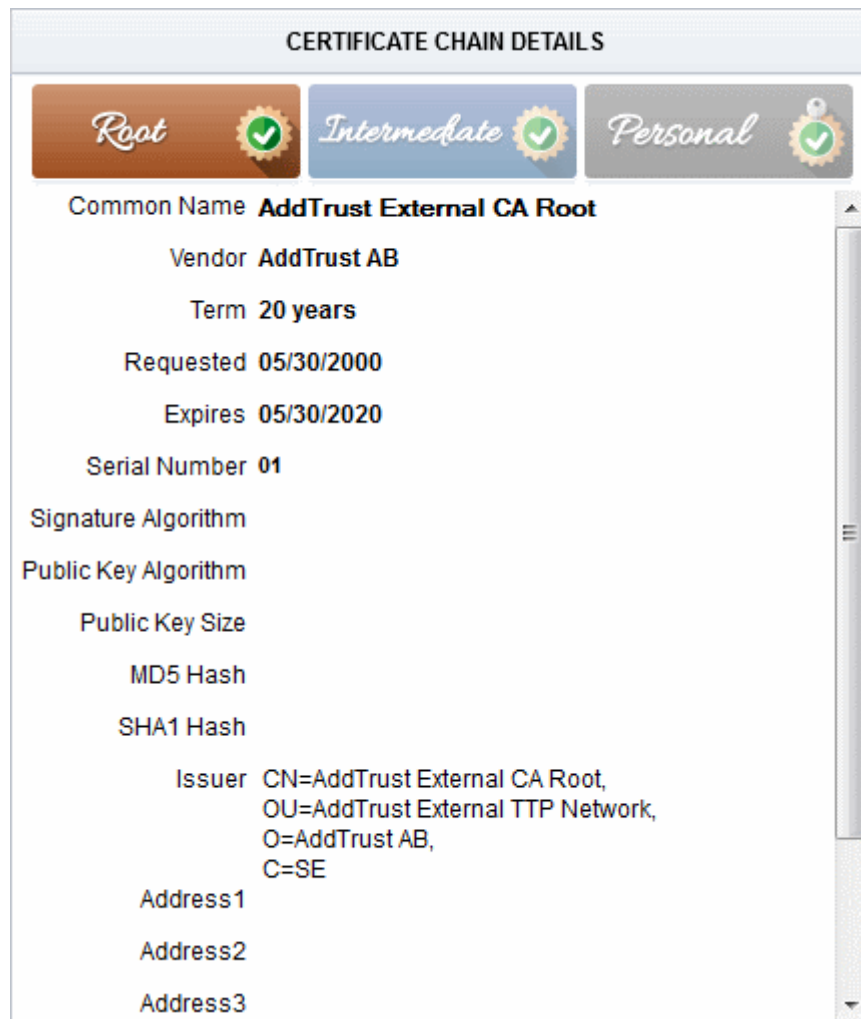 CERTIFICATE CHAIN DETAILS
Root Intermediate Personal
Common Name AddTrust External CA Root
Vendor AddTrust AB
Term 20 years
Requested 05/30/2000
Expires 05/30/2020
Serial Number 01
Signature Algorithm
Public Key Algorithm
Public Key Size
MD5 Hash
SHA1 Hash
Issuer CN=AddTrust External CA Root,
OU=AddTrust External TTP Network,
O=AddTrust AB,
C=SE
Address1
Address2
Address3